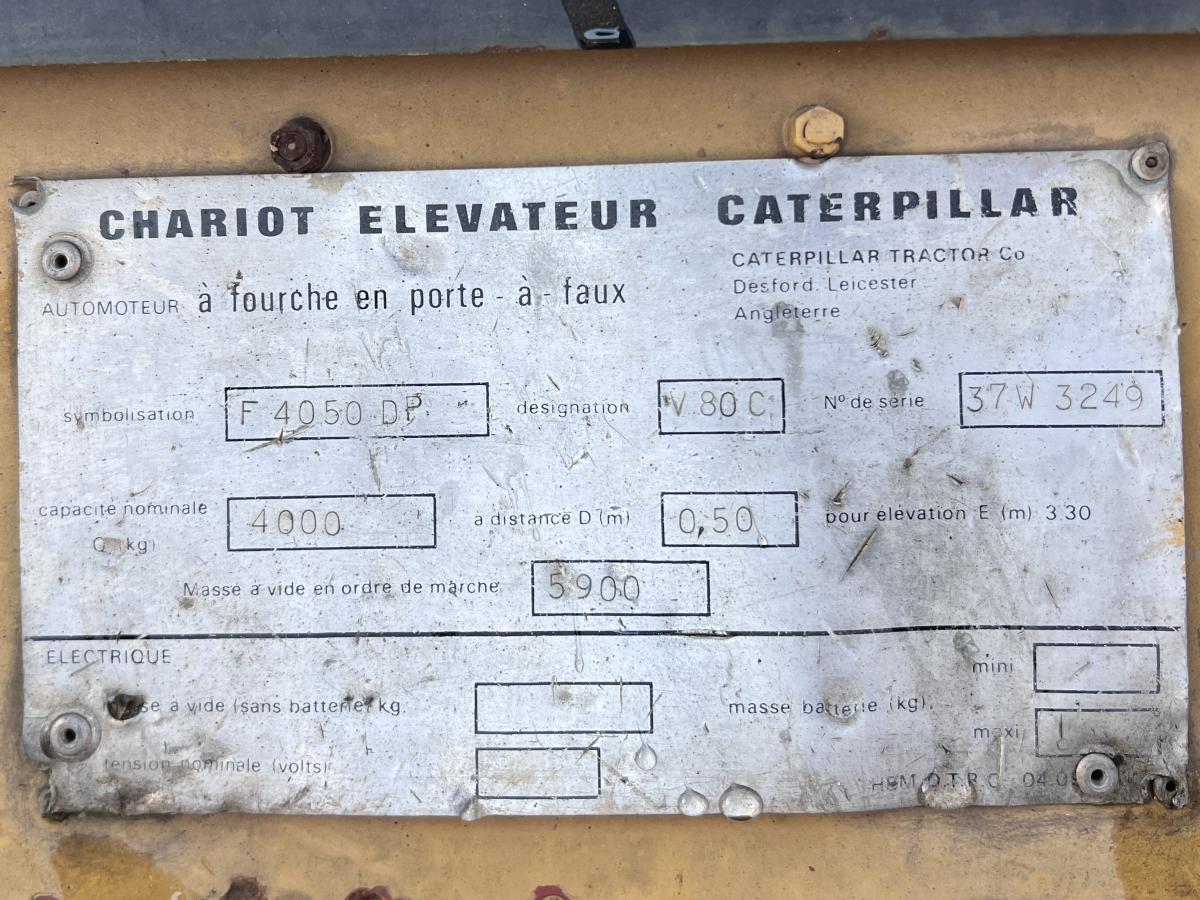 CHARIOT ELEVATEUR CATERPILLAR
CATERPILLAR TRACTOR Co
AUTOMOTEUR à fourche en porte - à - faux
Desford. Leicester
Angleterre
symbolisation F 4050 DP désignation V 80 C N° de série 37 W 3249
capacité nominale Q (kg) 4000 à distance D (m) 0,50 pour élévation E (m) 3 30
Masse à vide en ordre de marche 5900
ELECTRIQUE
mini
à vide (sans batterie) kg. masse batterie (kg).
maxi
tension nominale (volts)